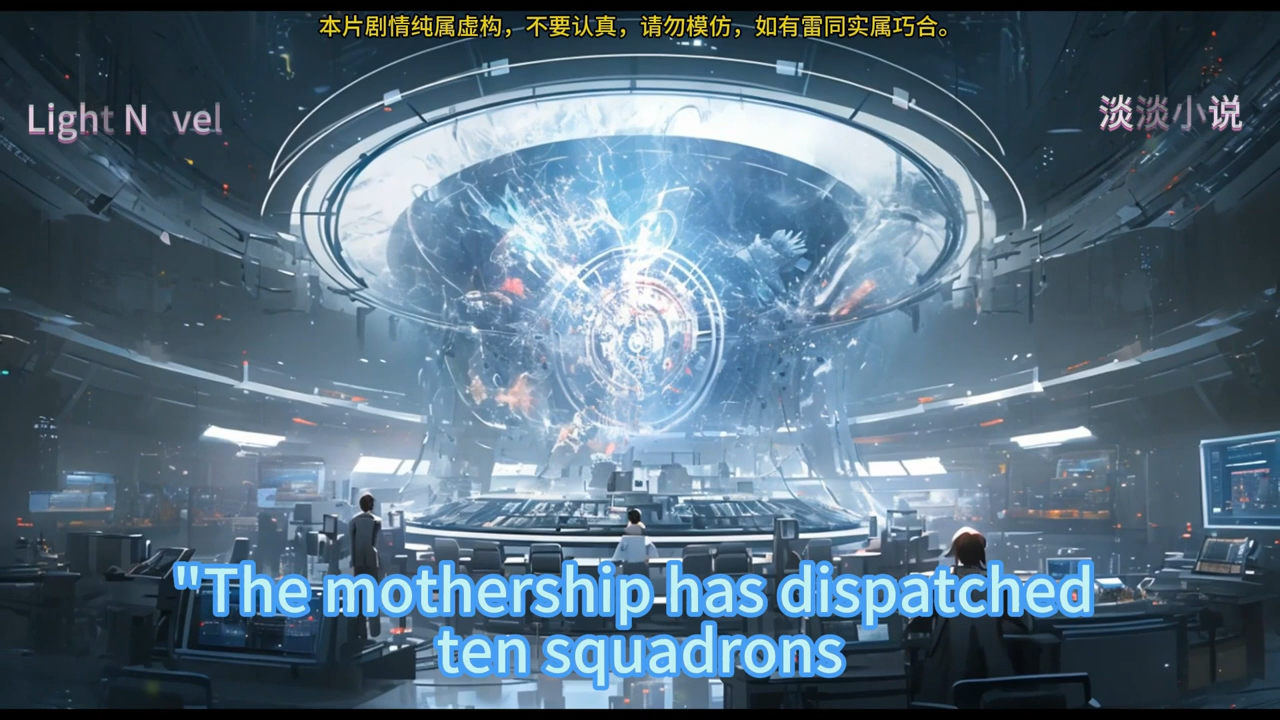 本片剧情纯属虚构，不要认真，请勿模仿，如有雷同实属巧合。
Light N vel
淡淡小说
"The mothership has dispatched
ten squadrons